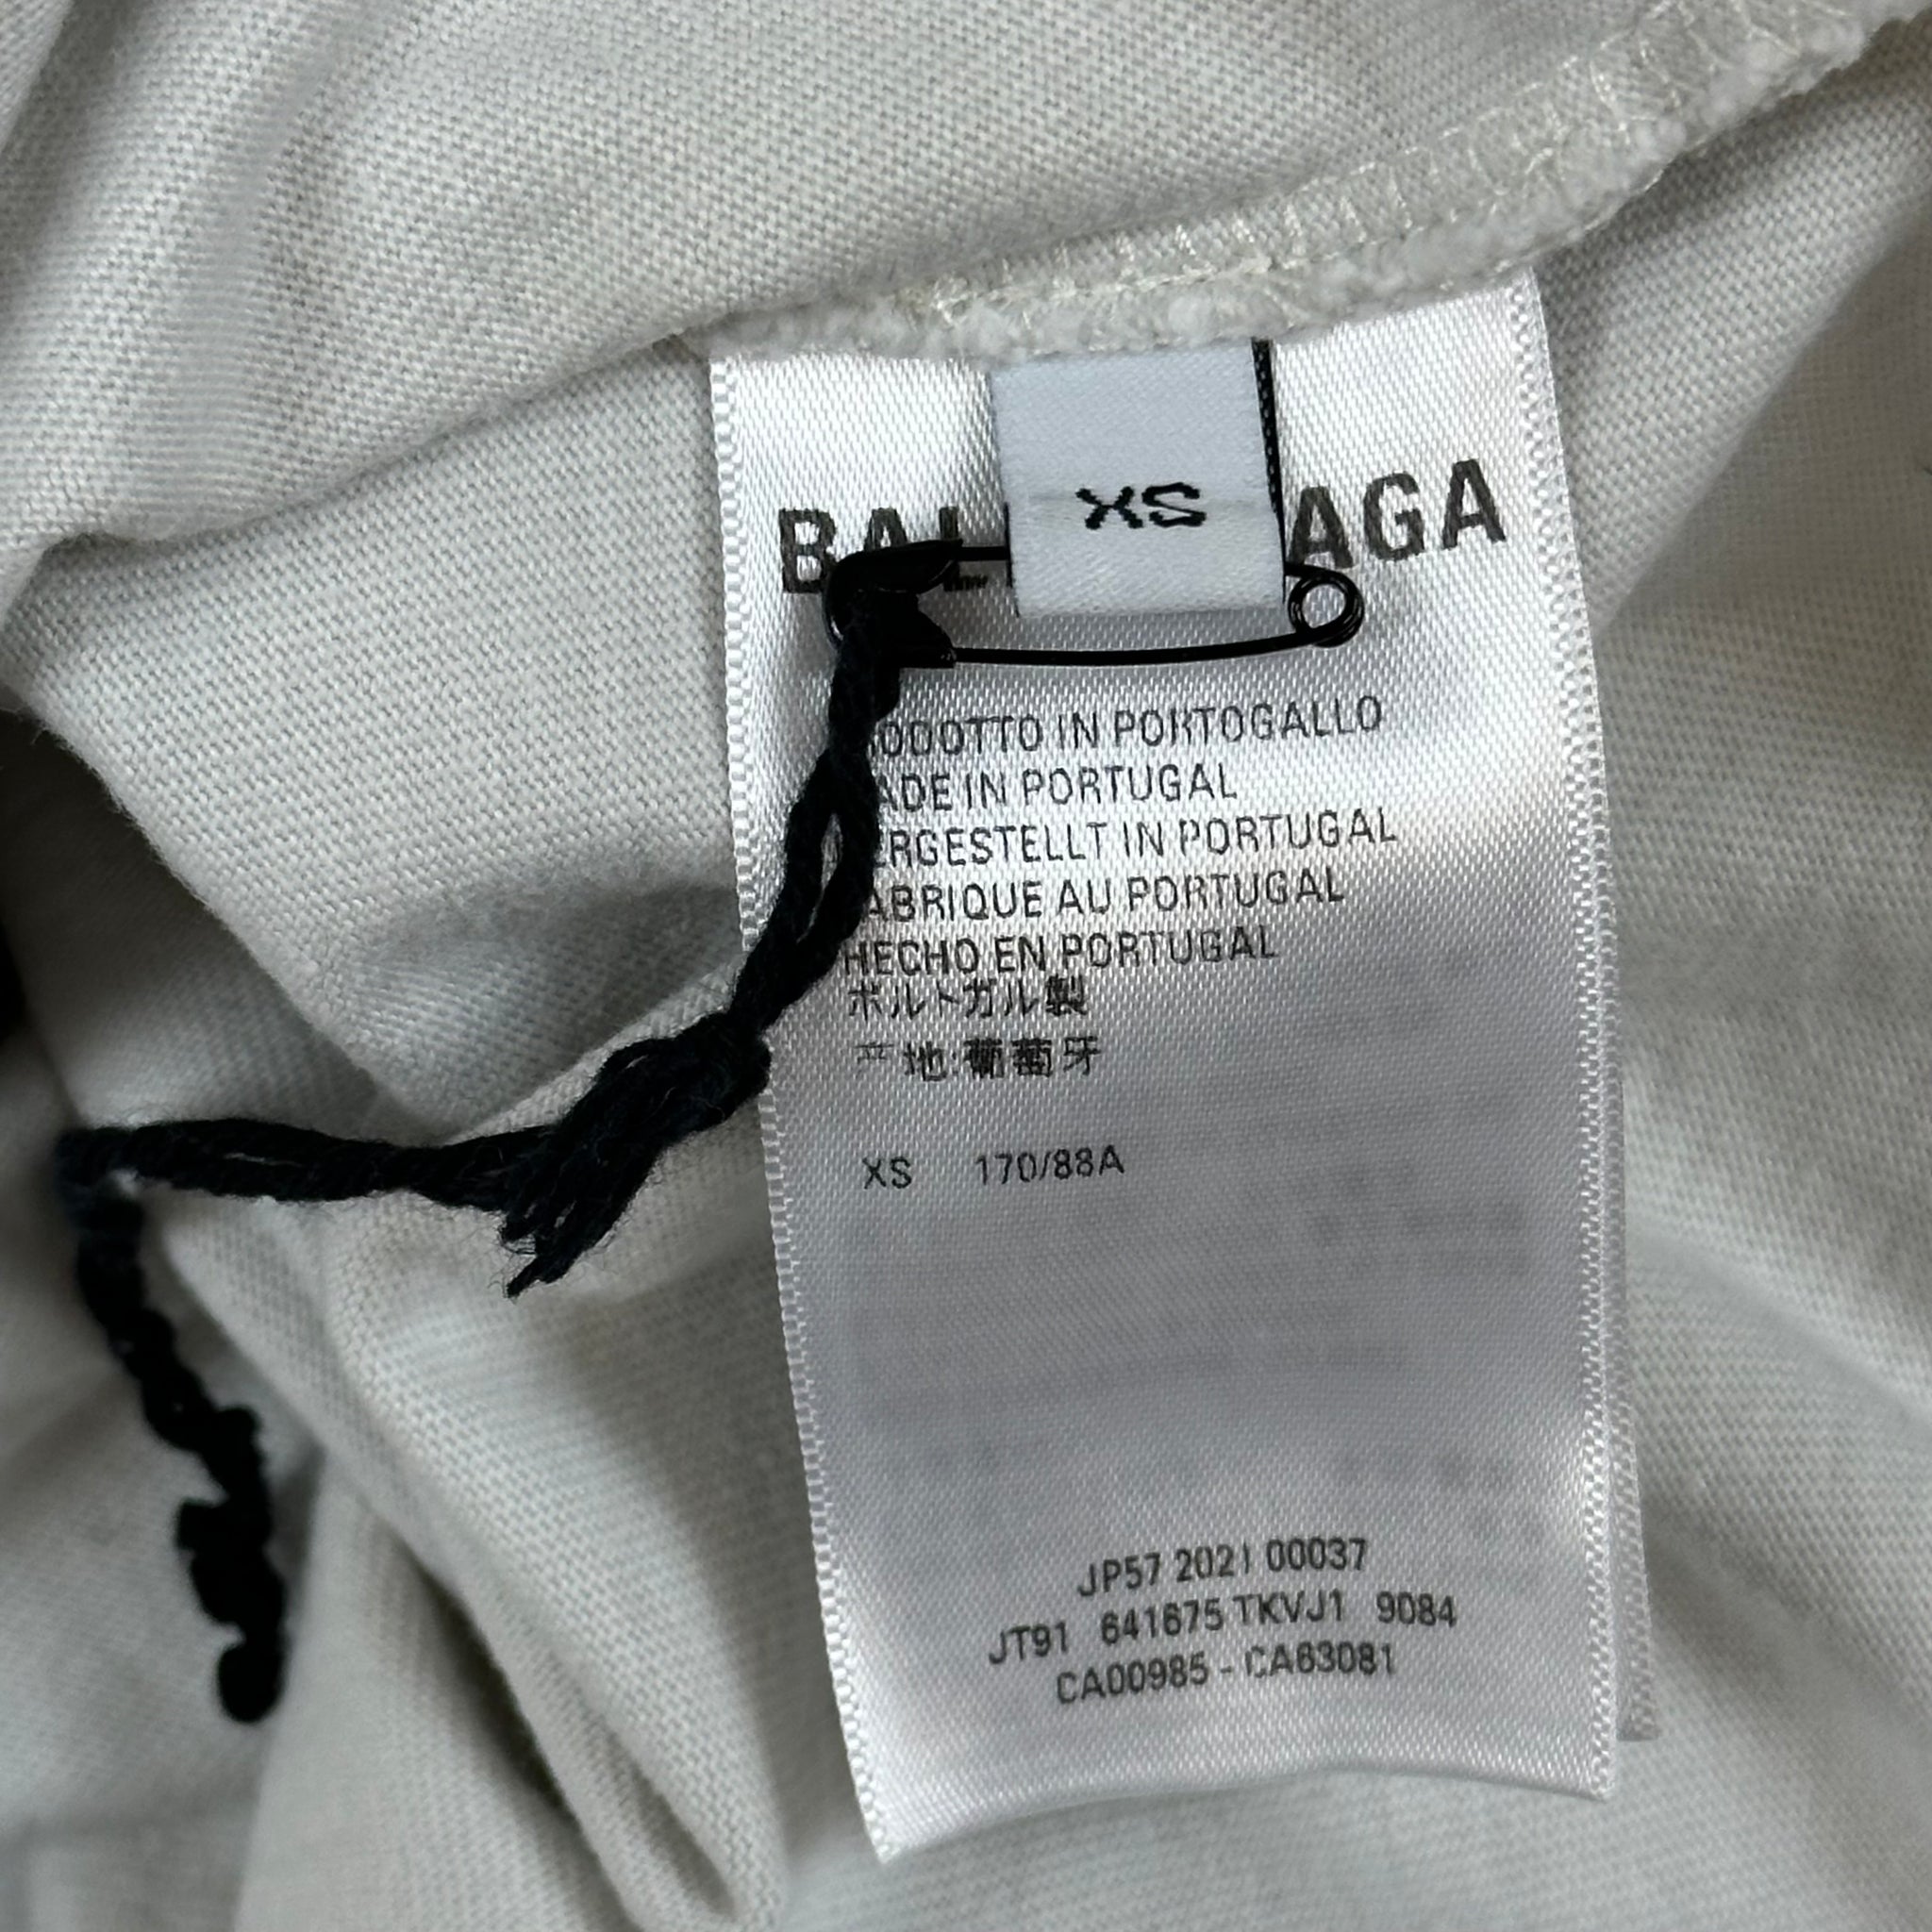 XS
BAL AGA
ODOTTO IN PORTOGALLO
ADE IN PORTUGAL
ERGESTELLT IN PORTUGAL
ABRIQUE AU PORTUGAL
HECHO EN PORTUGAL
ポルトガル製
产地:葡萄牙
XS 170/88A
JP57 2021 00037
JT91 641675 TKVJ1 9084
CA00985 - CA63081